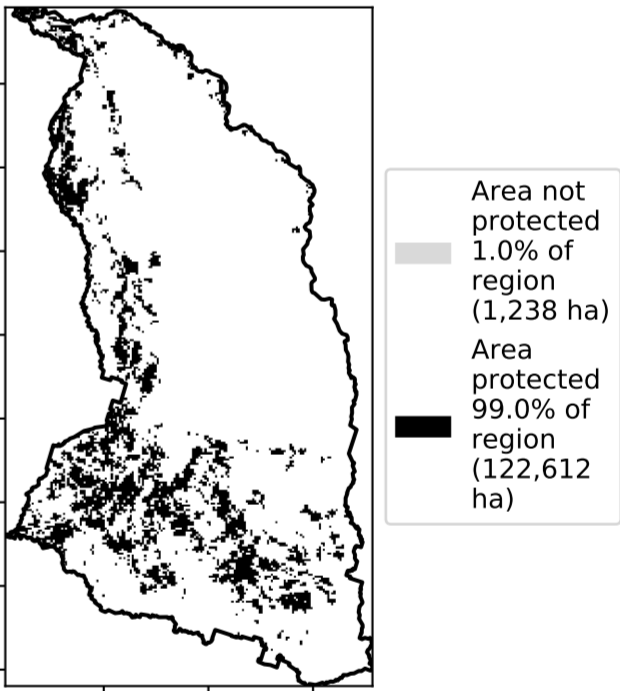 Area not
protected
1.0% of
region
(1,238 ha)
Area
protected
99.0% of
region
(122,612
ha)